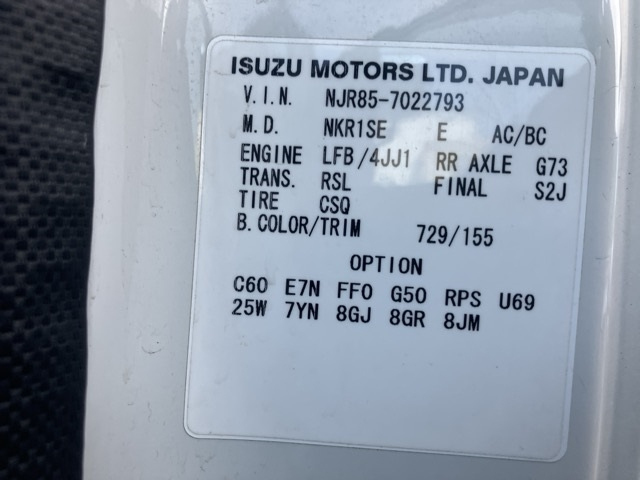 ISUZU MOTORS LTD. JAPAN
V.I.N. NJR85-7022793
M.D. NKR1SE E AC/BC
ENGINE LFB/4JJ1 RR AXLE G73
TRANS. RSL FINAL S2J
TIRE CSQ
B.COLOR/TRIM 729/155
OPTION
C60 E7N FF0 G50 RPS U69
25W 7YN 8GJ 8GR 8JM